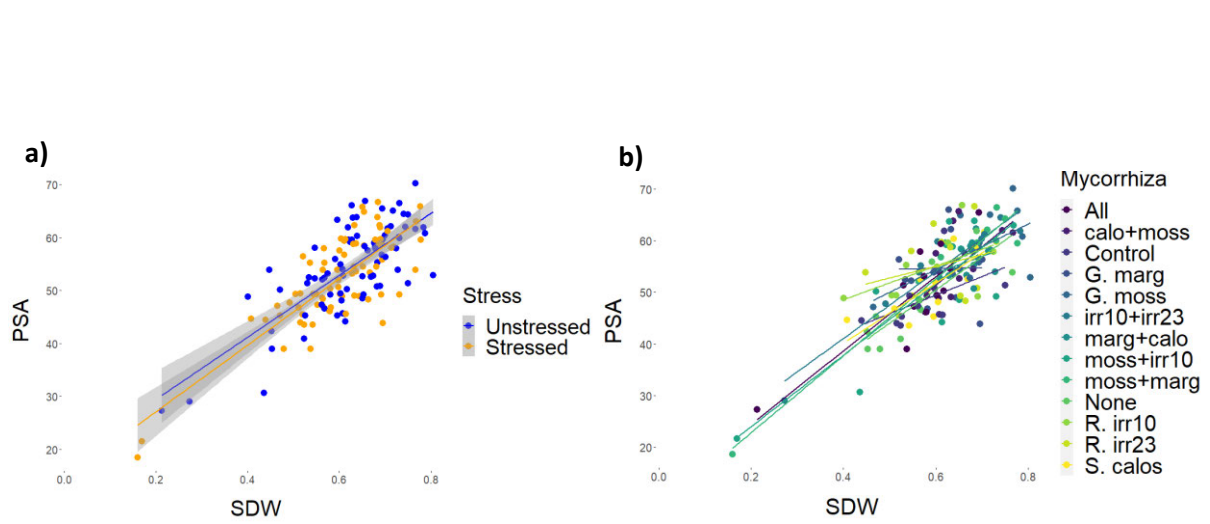 a)
70
60
50
40
30
20
PSA
0.0
0.2
0.4
0.6
0.8
SDW
Stress
Unstressed
Stressed
b)
70
60
50
40
30
20
PSA
0.0
0.2
0.4
0.6
0.8
SDW
Mycorrhiza
All
calo+moss
Control
G. marg
G. moss
irr10+irr23
marg+calo
moss+irr10
moss+marg
None
R. irr10
R. irr23
S. calos